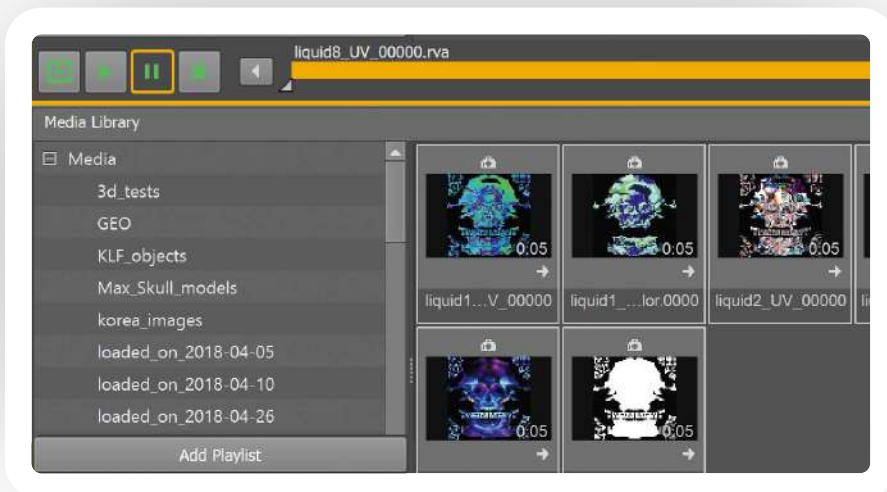 liquid8_UV_00000.rva
Media Library
Media
3d_tests
GEO
KLF_objects
Max_Skull_models
korea_images
loaded_on_2018-04-05
loaded_on_2018-04-10
loaded_on_2018-04-26
Add Playlist
0:05
0:05
0:05
liquid1...V_00000
liquid1_...lor.0000
liquid2_UV_00000
0:05
0:05